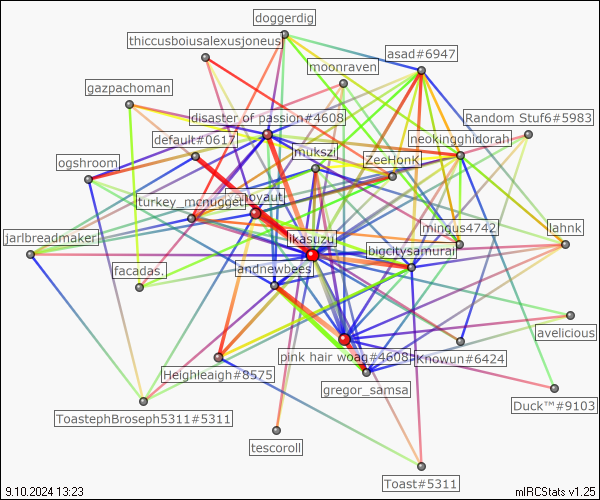 doggerdig
thiccusboiusalexusjoneus
asad#6947
moonraven
gazpachoman
disaster of passion#4608
Random Stuf6#5983
default#0617
neokingghidorah
mukszi
ZeeHonK
ogshroom
turkey_mcnugget
mingus4742
lahnk
jarlbreadmaker
ikasuzu
bigcitysamurai
facadas.
andnewbees
avelicious
pink hair woag#4608
Knowun#6424
Heighleaigh#8575
gregor_samsa
Duck™#9103
ToastephBroseph5311#5311
tescoroll
Toast#5311
9.10.2024 13:23
mIRCStats v1.25